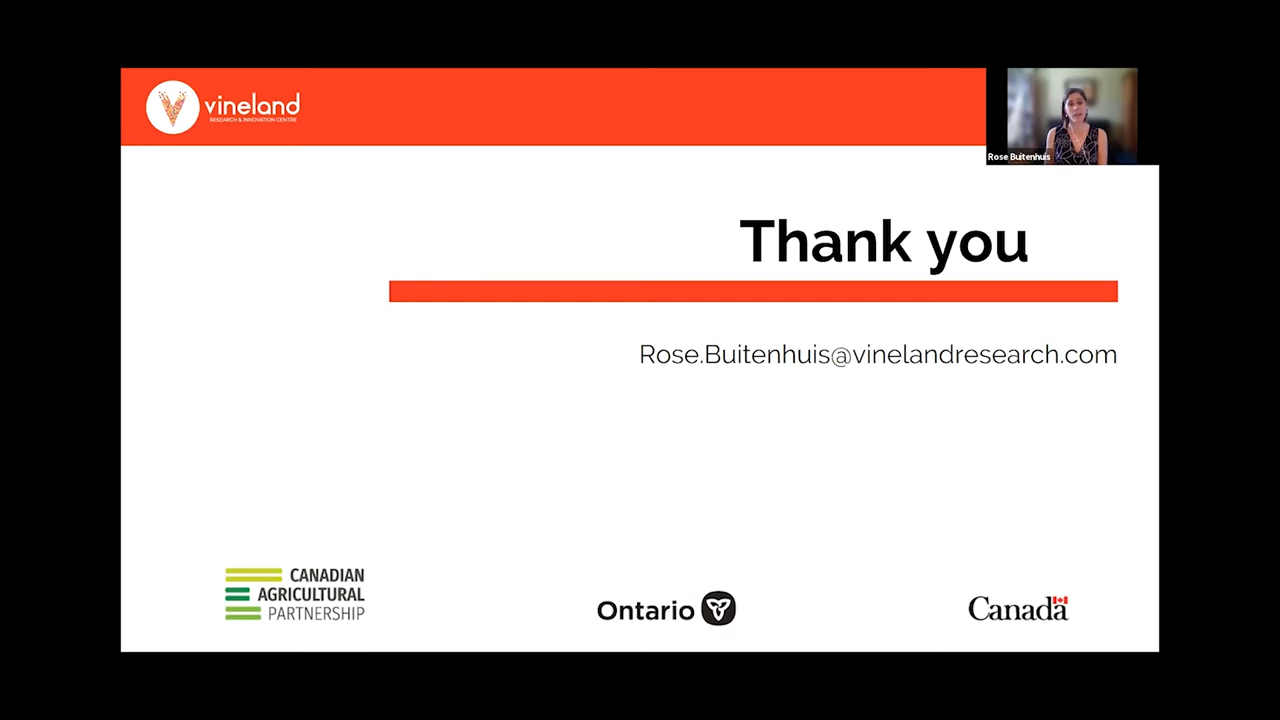 vineland
RESEARCH & INNOVATION CENTRE
Rose Buitenhuis
Thank you
Rose.Buitenhuis@vinelandresearch.com
CANADIAN
AGRICULTURAL
PARTNERSHIP
Ontario
Canada